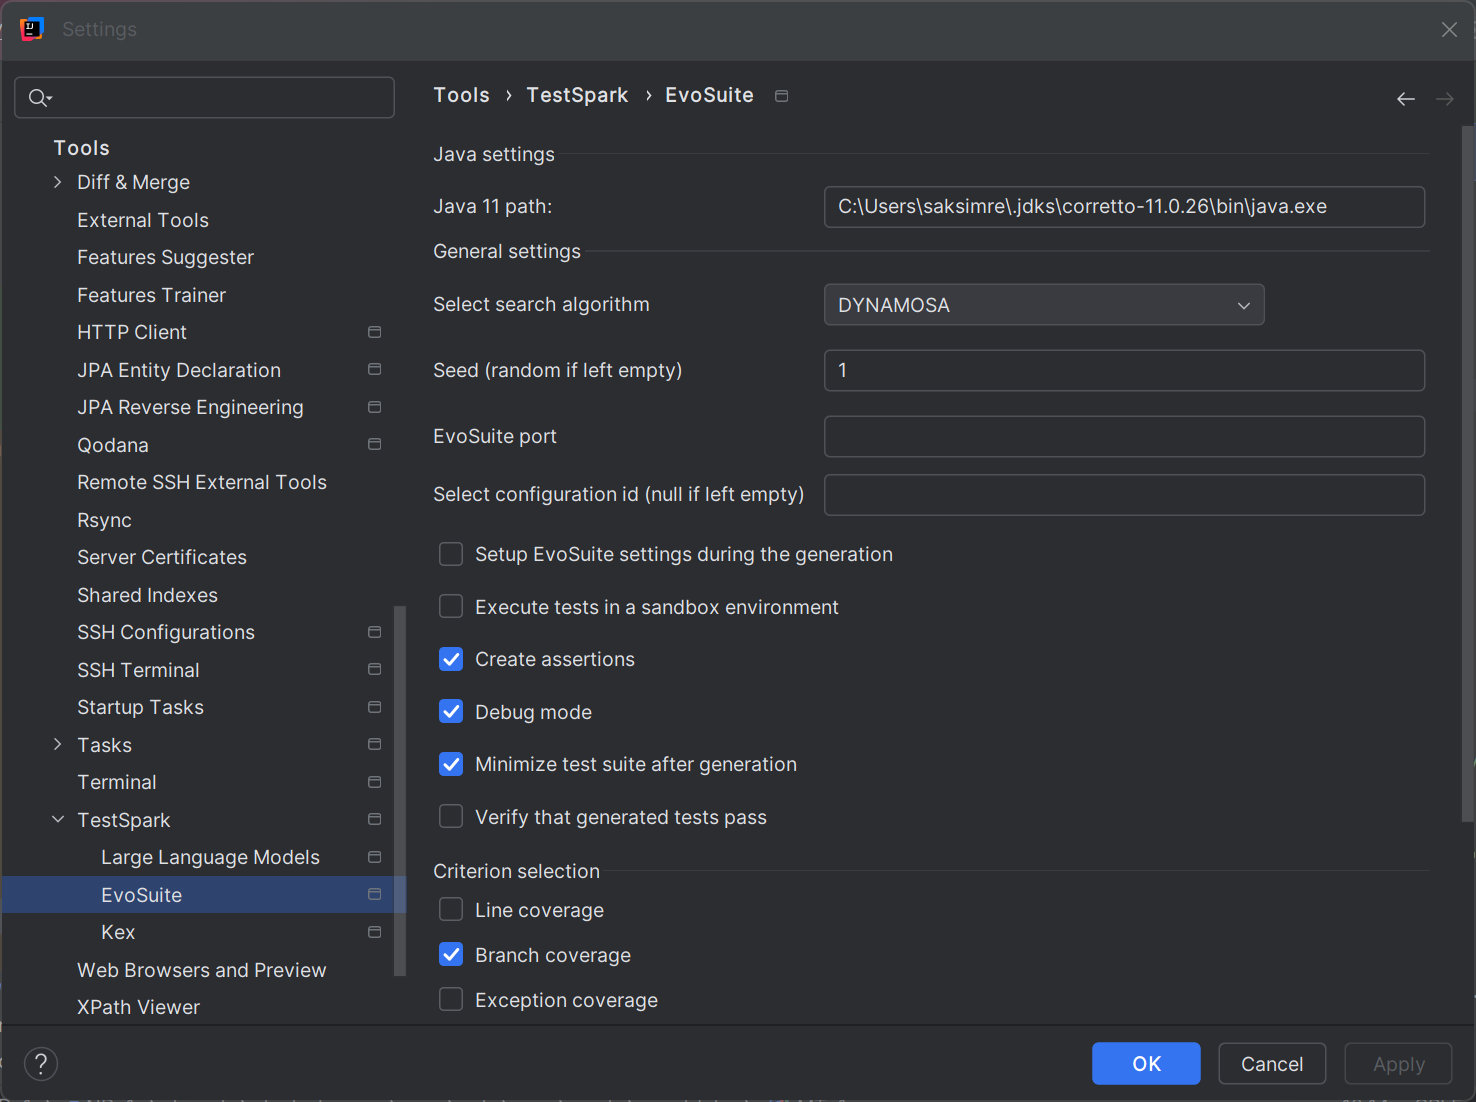 Settings
Tools
Diff & Merge
External Tools
Features Suggester
Features Trainer
HTTP Client
JPA Entity Declaration
JPA Reverse Engineering
Qodana
Remote SSH External Tools
Rsync
Server Certificates
Shared Indexes
SSH Configurations
SSH Terminal
Startup Tasks
Tasks
Terminal
TestSpark
Large Language Models
EvoSuite
Kex
Web Browsers and Preview
XPath Viewer
Tools › TestSpark › EvoSuite
Java settings
Java 11 path: C:\Users\saksimre\.jdks\corretto-11.0.26\bin\java.exe
General settings
Select search algorithm DYNAMOSA
Seed (random if left empty) 1
EvoSuite port
Select configuration id (null if left empty)
Setup EvoSuite settings during the generation
Execute tests in a sandbox environment
Create assertions
Debug mode
Minimize test suite after generation
Verify that generated tests pass
Criterion selection
Line coverage
Branch coverage
Exception coverage
? OK Cancel Apply